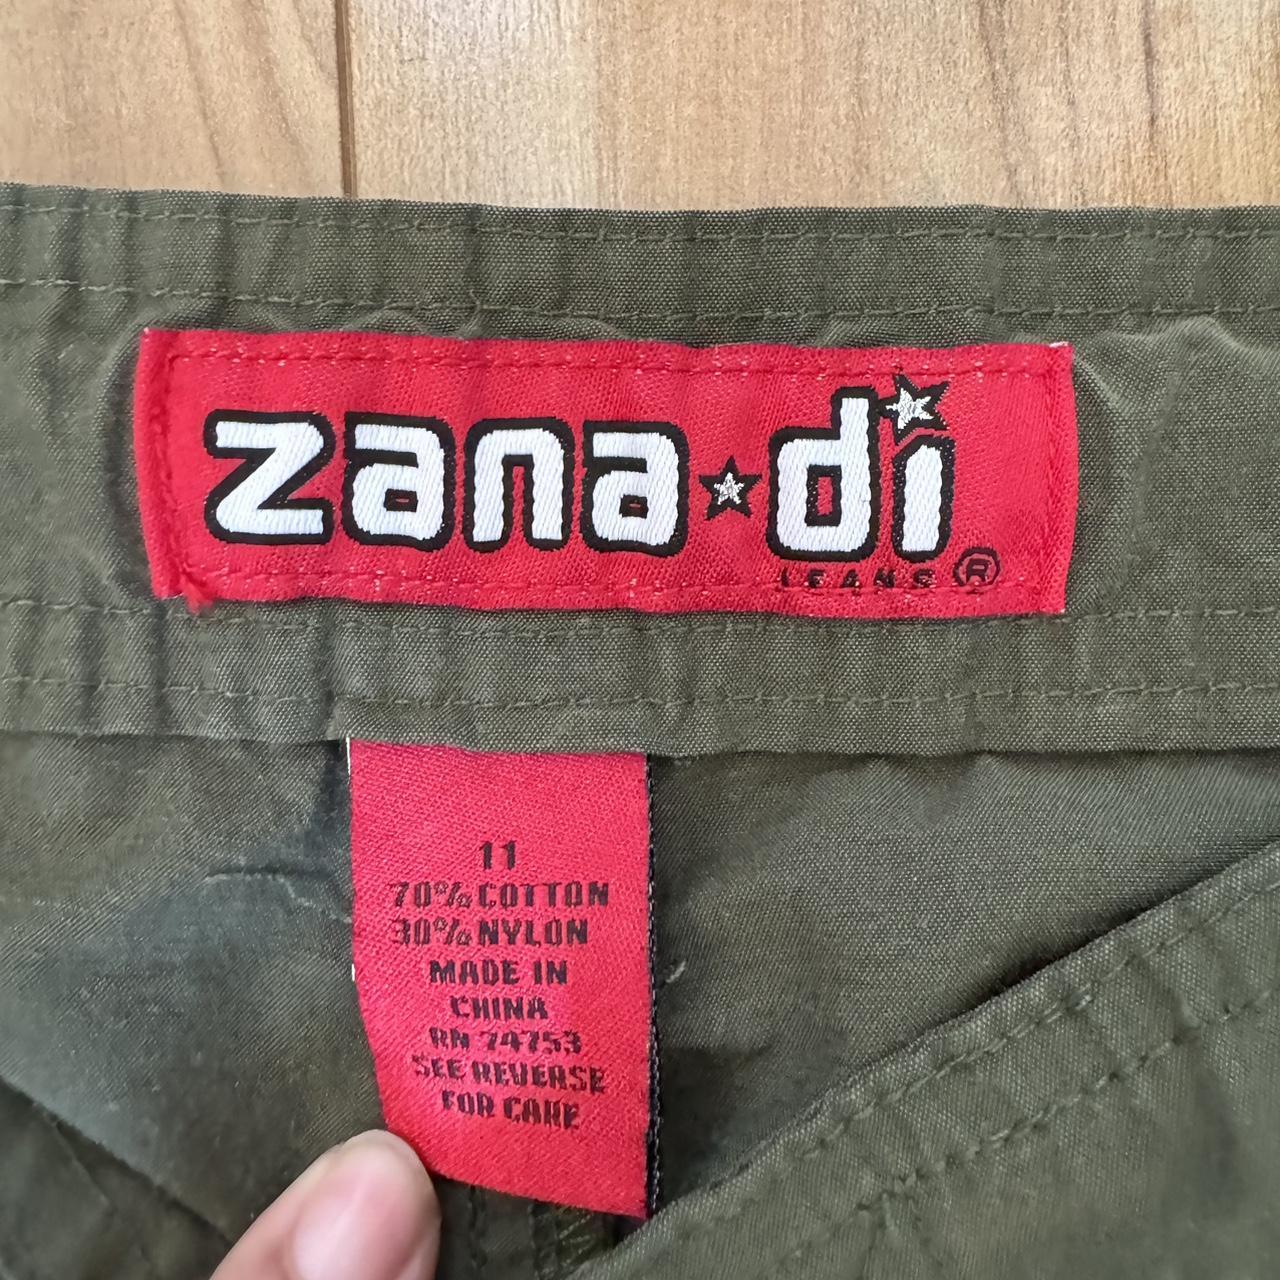 zana★di
JEANS®
11
70% COTTON
30% NYLON
MADE IN
CHINA
RN 74753
SEE REVERSE
FOR CARE